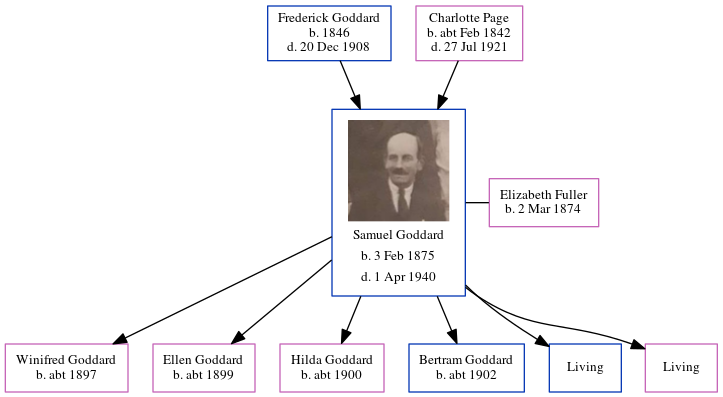 Frederick Goddard
b. 1846
d. 20 Dec 1908
Charlotte Page
b. abt Feb 1842
d. 27 Jul 1921
Samuel Goddard
b. 3 Feb 1875
d. 1 Apr 1940
Elizabeth Fuller
b. 2 Mar 1874
Winifred Goddard
b. abt 1897
Ellen Goddard
b. abt 1899
Hilda Goddard
b. abt 1900
Bertram Goddard
b. abt 1902
Living
Living